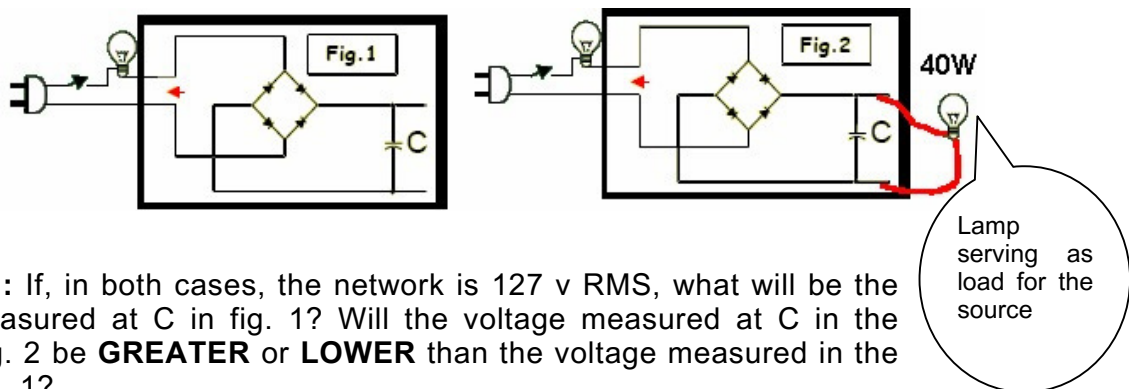 Fig.1
C
Fig.2
40W
C
Lamp
serving as
load for the
source
: If, in both cases, the network is 127 v RMS, what will be the
asured at C in fig. 1? Will the voltage measured at C in the
g. 2 be GREATER or LOWER than the voltage measured in the
1?